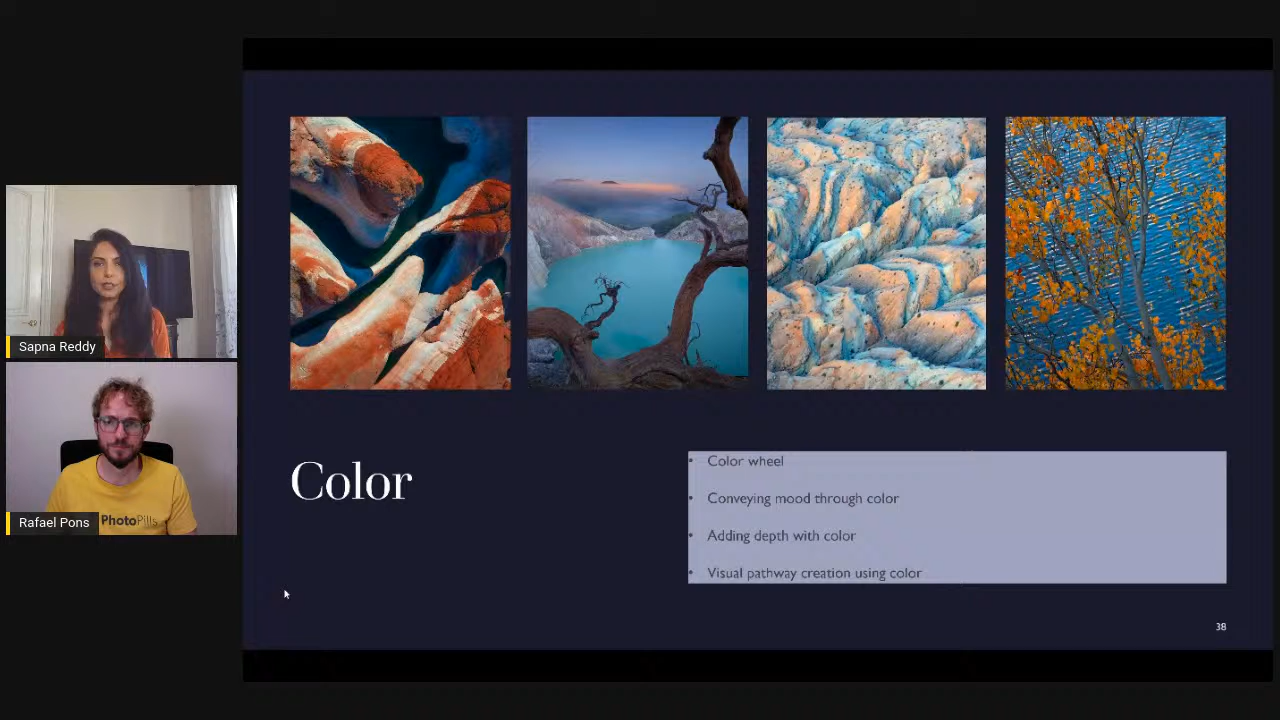 Sapna Reddy
PhotoPills
Rafael Pons
Color
• Color wheel
• Conveying mood through color
• Adding depth with color
• Visual pathway creation using color
38